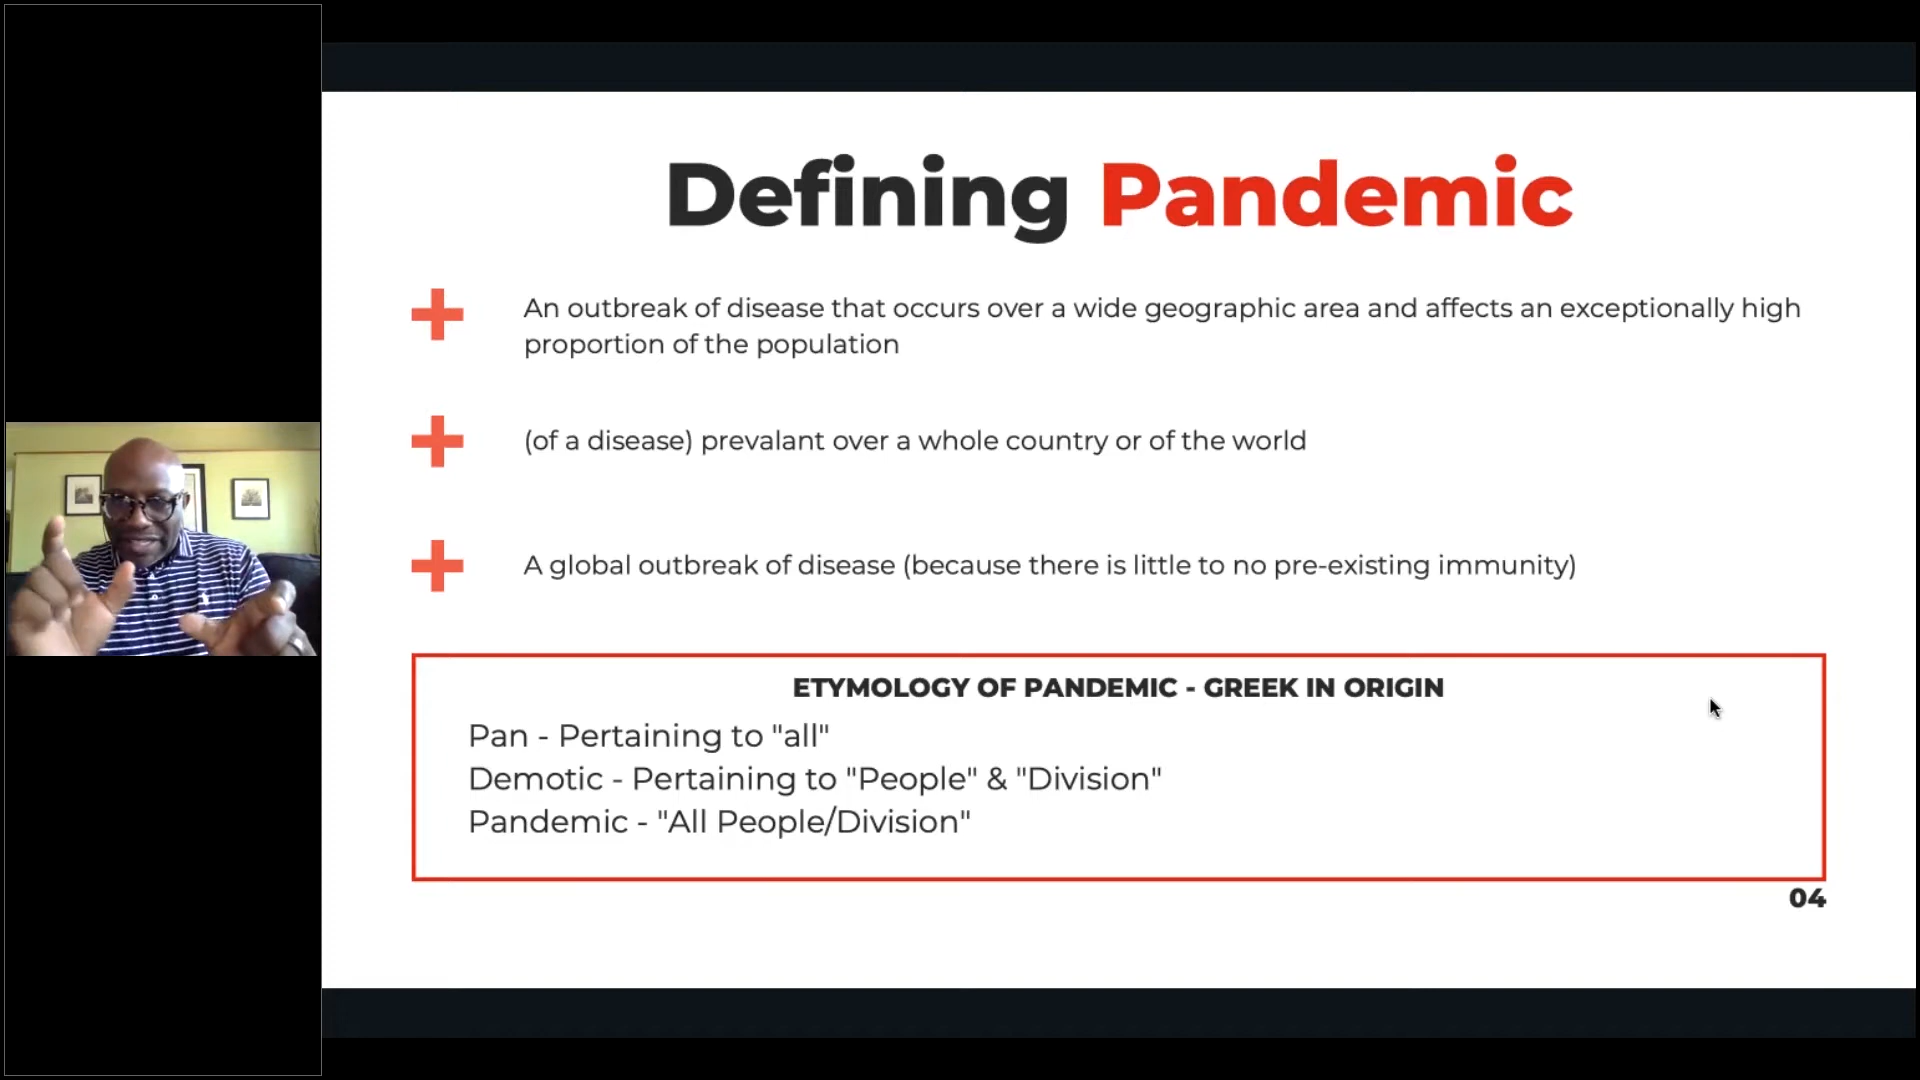 Defining Pandemic
An outbreak of disease that occurs over a wide geographic area and affects an exceptionally high
proportion of the population
(of a disease) prevalant over a whole country or of the world
A global outbreak of disease (because there is little to no pre-existing immunity)
ETYMOLOGY OF PANDEMIC - GREEK IN ORIGIN
Pan - Pertaining to "all"
Demotic - Pertaining to "People" & "Division"
Pandemic - "All People/Division"
04